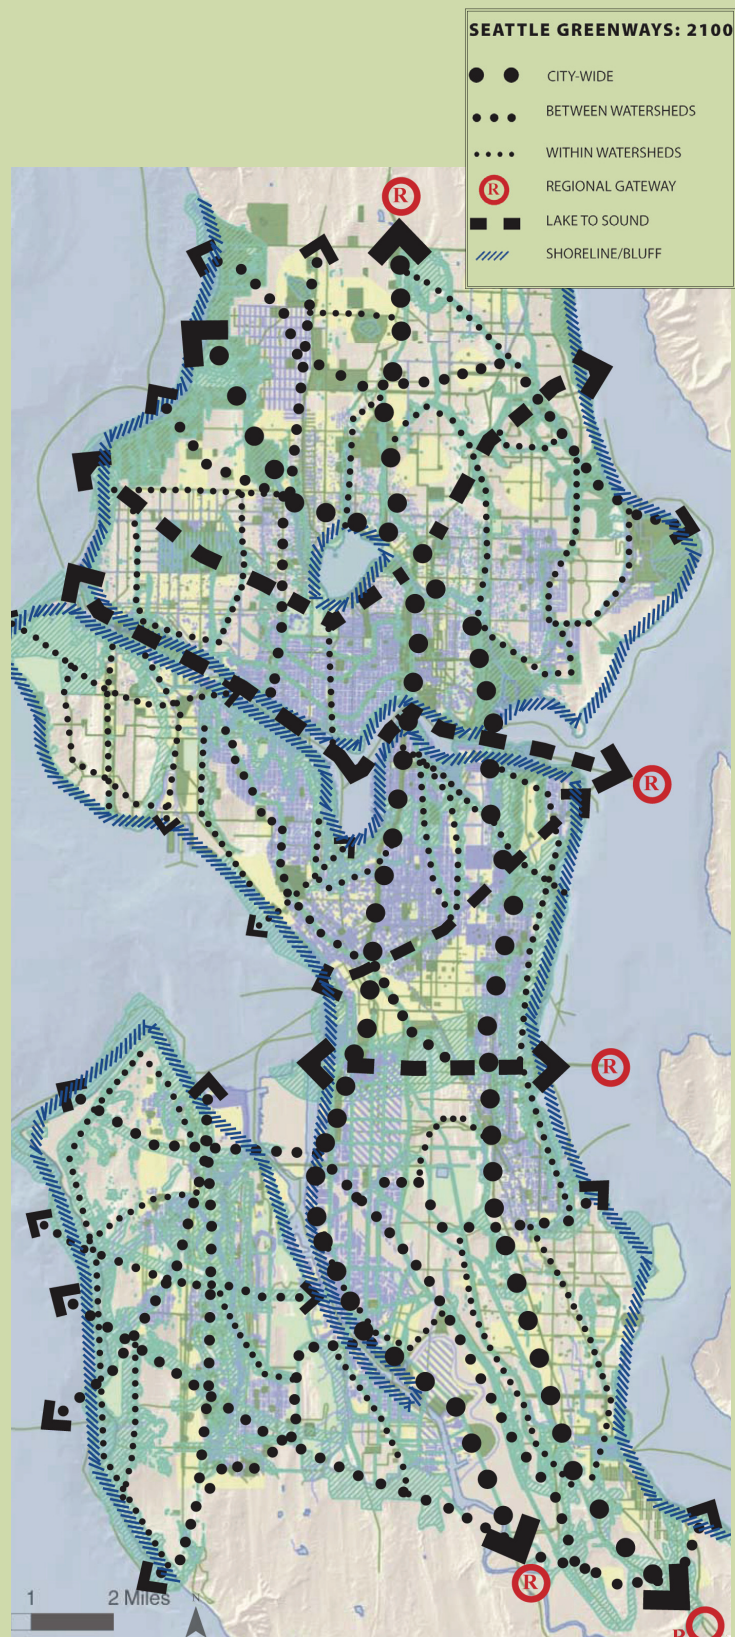 SEATTLE GREENWAYS: 2100
CITY-WIDE
BETWEEN WATERSHEDS
WITHIN WATERSHEDS
R REGIONAL GATEWAY
LAKE TO SOUND
SHORELINE/BLUFF
R
R
R
R
R
1 2 Miles
N